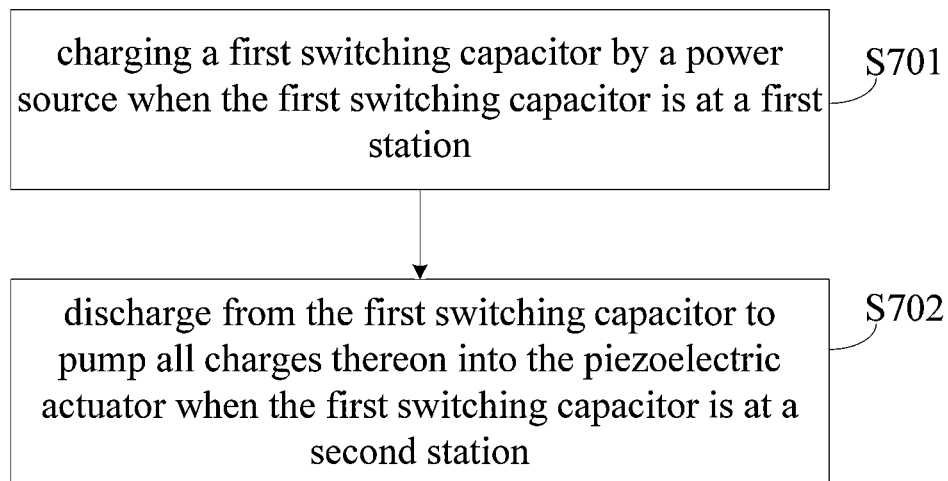 charging a first switching capacitor by a power
source when the first switching capacitor is at a first
station
S701
discharge from the first switching capacitor to
pump all charges thereon into the piezoelectric
actuator when the first switching capacitor is at a
second station
S702